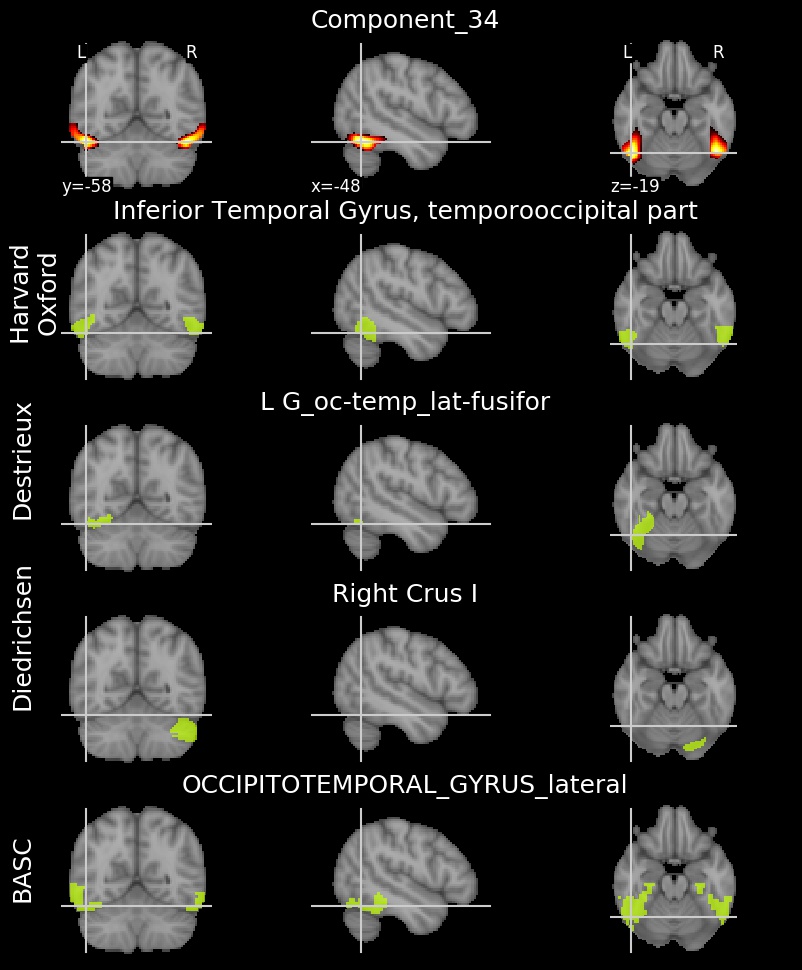 Component_34
L R
L R
y=-58
x=-48
z=-19
Inferior Temporal Gyrus, temporooccipital part
Harvard
Oxford
L G_oc-temp_lat-fusifor
Destrieux
Right Crus I
Diedrichsen
OCCIPITOTEMPORAL_GYRUS_lateral
BASC